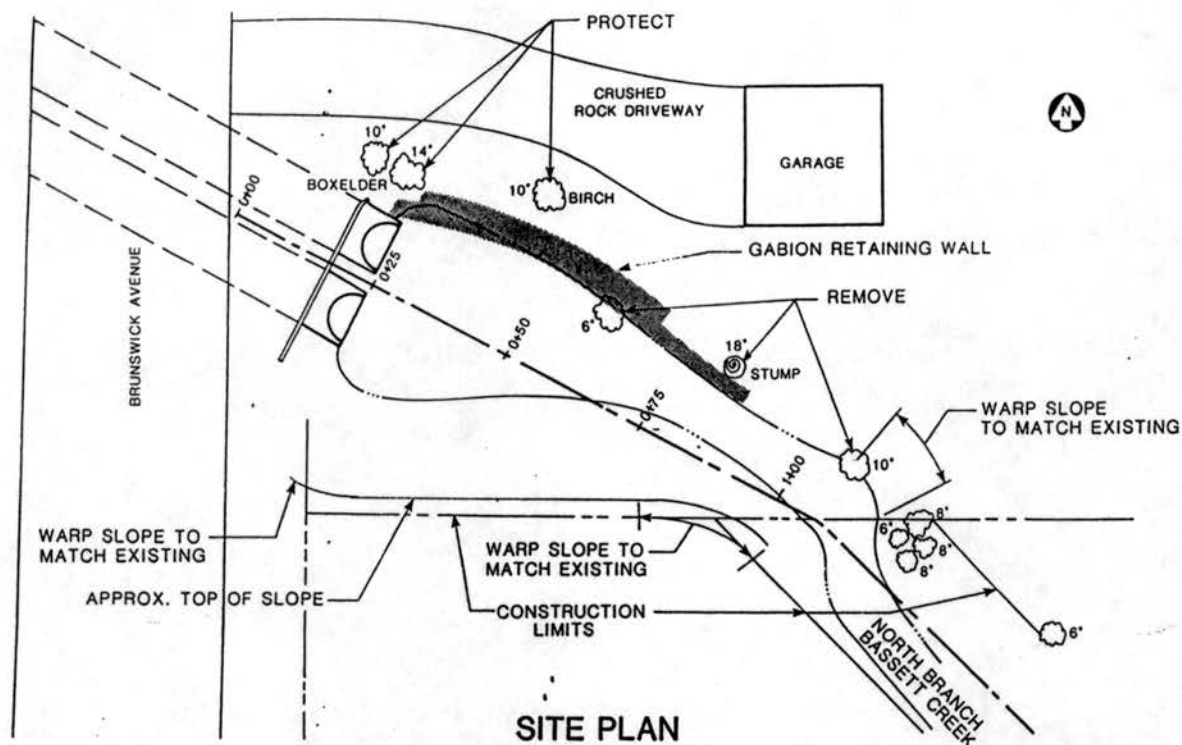 PROTECT
CRUSHED
ROCK DRIVEWAY
N
10"
14"
BOXELDER
10"
BIRCH
GARAGE
GABION RETAINING WALL
0+25
BRUNSWICK AVENUE
REMOVE
6"
0+50
18"
STUMP
0+75
WARP SLOPE
TO MATCH EXISTING
10"
1+00
WARP SLOPE TO
MATCH EXISTING
WARP SLOPE TO
MATCH EXISTING
8"
6"
8"
8"
APPROX. TOP OF SLOPE
CONSTRUCTION
LIMITS
6"
NORTH BRANCH
BASSETT CREEK
SITE PLAN